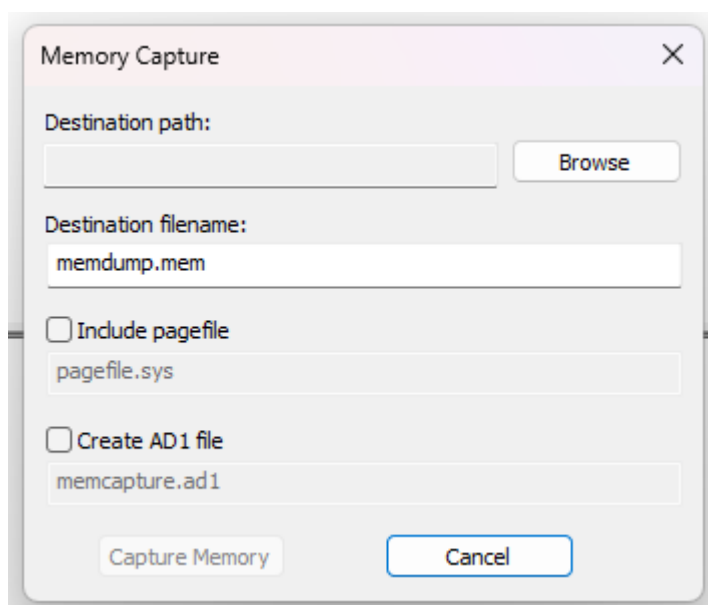 Memory Capture
Destination path:
Browse
Destination filename:
memdump.mem
Include pagefile
pagefile.sys
Create AD1 file
memcapture.ad1
Capture Memory Cancel